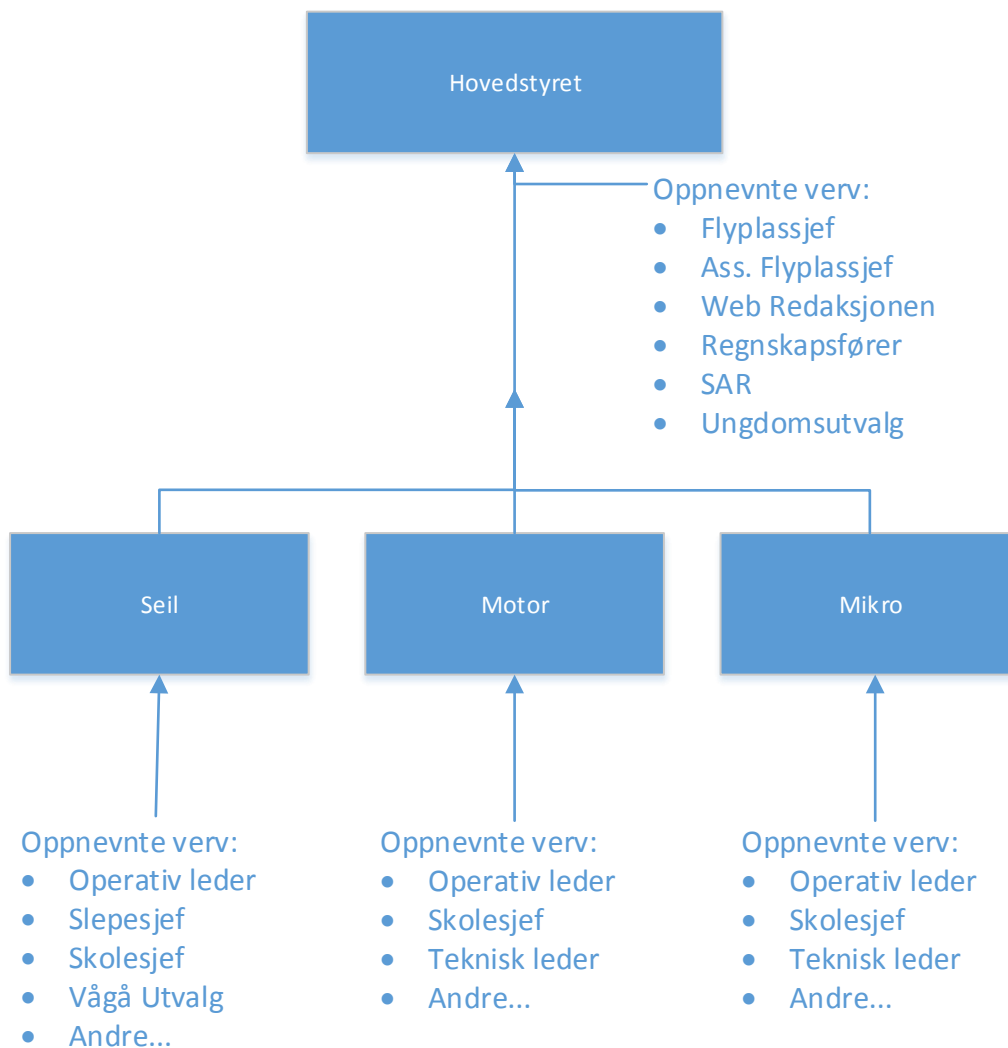 Hovedstyret
Oppnevnte verv:
• Flyplassjef
• Ass. Flyplassjef
• Web Redaksjonen
• Regnskapsfører
• SAR
• Ungdomsutvalg
Seil
Motor
Mikro
Oppnevnte verv:
• Operativ leder
• Slepesjef
• Skolesjef
• Vågå Utvalg
• Andre...
Oppnevnte verv:
• Operativ leder
• Skolesjef
• Teknisk leder
• Andre...
Oppnevnte verv:
• Operativ leder
• Skolesjef
• Teknisk leder
• Andre...